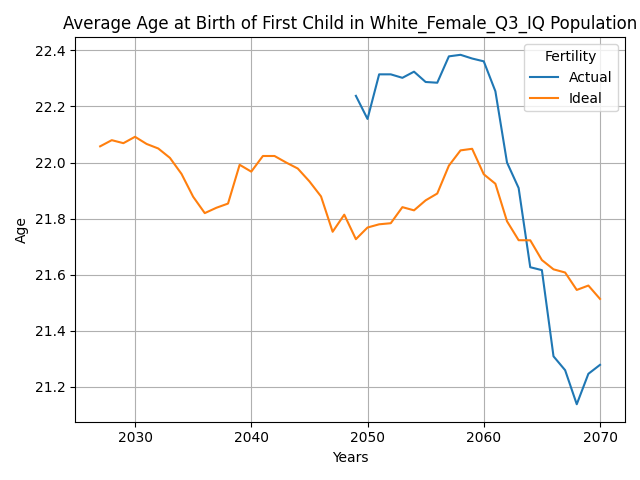 Average Age at Birth of First Child in White_Female_Q3_IQ Population
Fertility
Actual
Ideal
22.4
22.2
22.0
21.8
21.6
21.4
21.2
Age
2030 2040 2050 2060 2070
Years